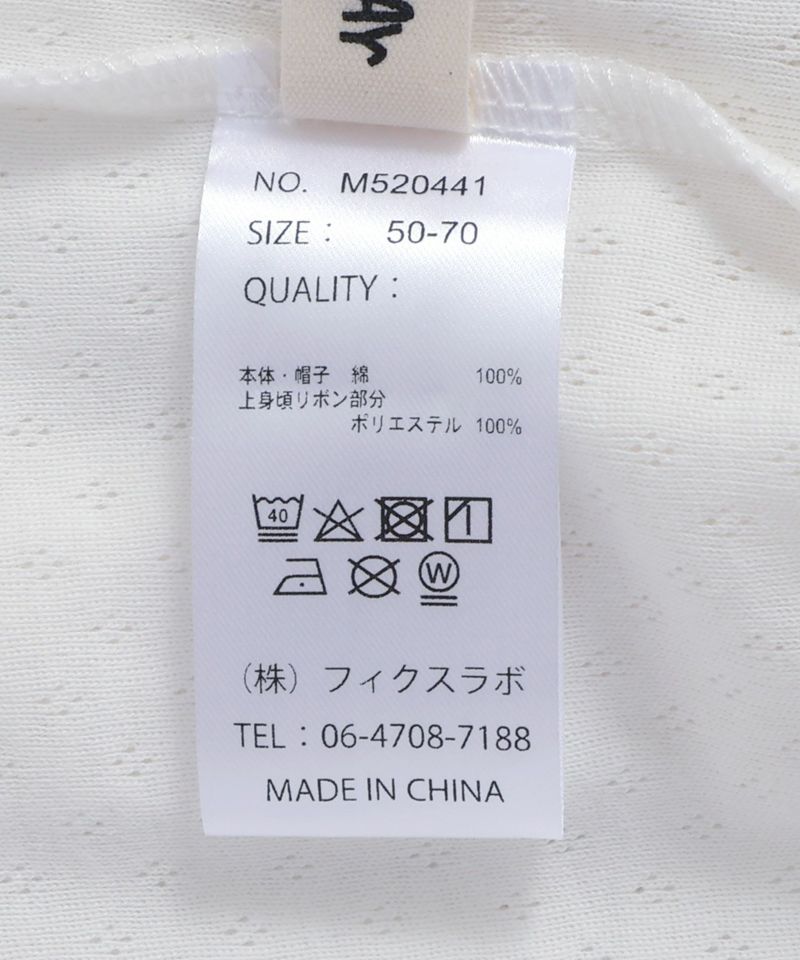 Ar
NO. M520441
SIZE： 50-70
QUALITY：
本体・帽子 綿 100%
上身頃リボン部分
ポリエステル 100%
40
W
（株）フィクスラボ
TEL：06-4708-7188
MADE IN CHINA